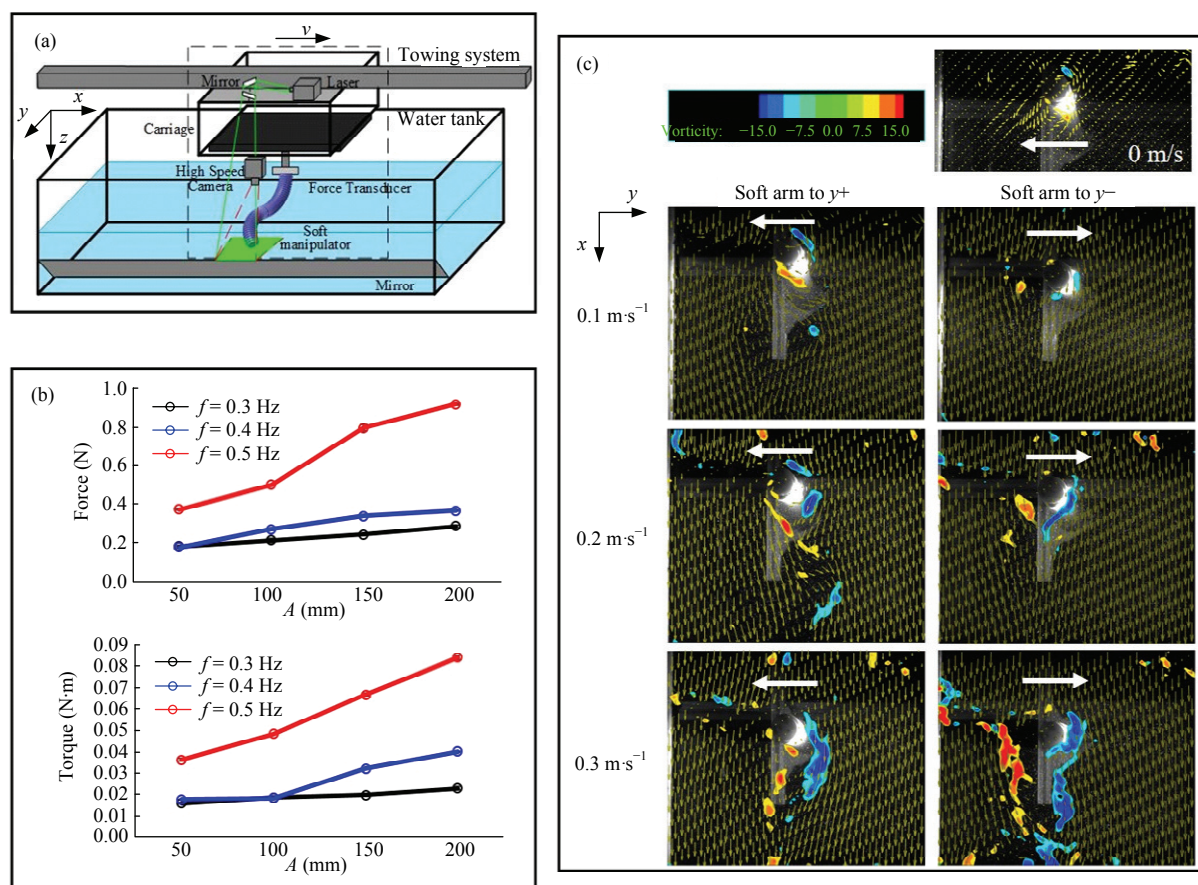 (a)
v
Towing system
Mirror
Laser
x
y
z
Carriage
Water tank
High Speed
Camera
Force Transducer
Soft
manipulator
Mirror
(b)
1.0
0.8
0.6
0.4
0.2
0.0
Force (N)
f = 0.3 Hz
f = 0.4 Hz
f = 0.5 Hz
50 100 150 200
A (mm)
0.09
0.08
0.07
0.06
0.05
0.04
0.03
0.02
0.01
0.00
Torque (N·m)
f = 0.3 Hz
f = 0.4 Hz
f = 0.5 Hz
50 100 150 200
A (mm)
(c)
Vorticity: −15.0 −7.5 0.0 7.5 15.0
0 m/s
Soft arm to y+ Soft arm to y−
y
x
0.1 m·s⁻¹
0.2 m·s⁻¹
0.3 m·s⁻¹